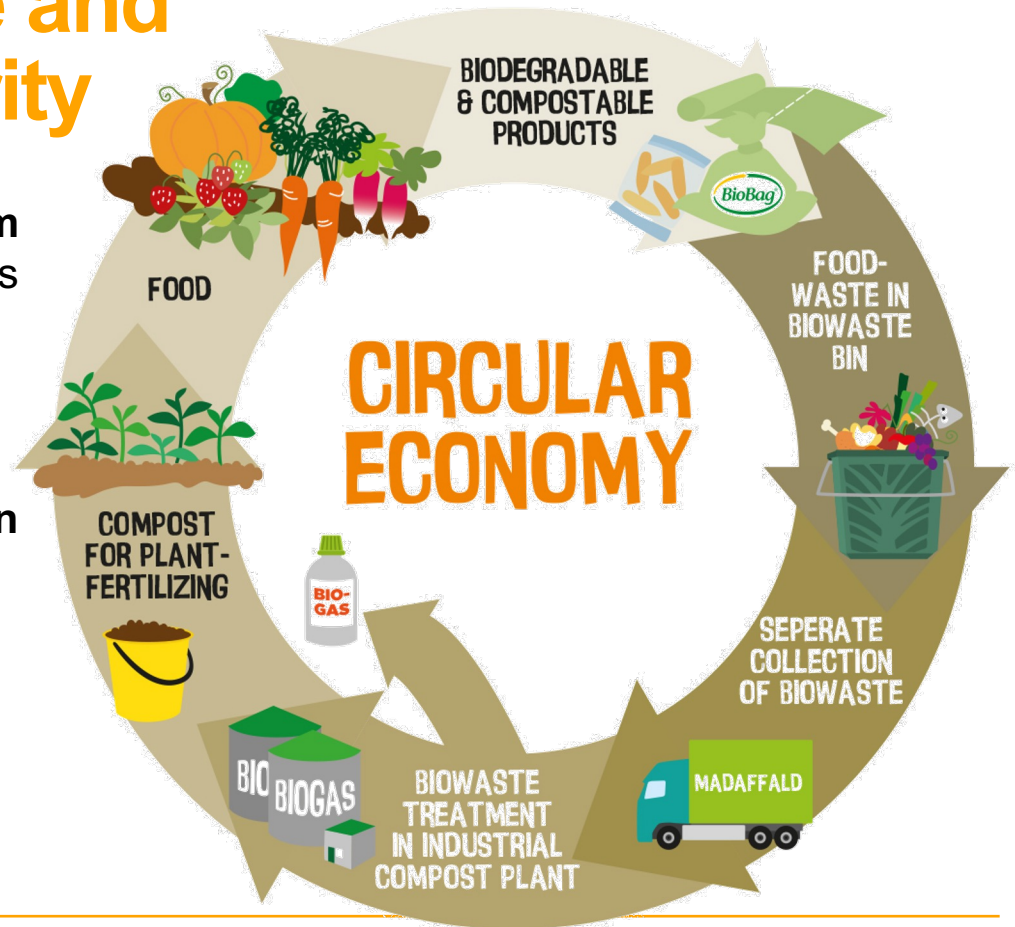 and
BIODEGRADABLE
& COMPOSTABLE
PRODUCTS
BioBag
FOOD-
WASTE IN
BIOWASTE
BIN
FOOD
CIRCULAR
ECONOMY
COMPOST
FOR PLANT-
FERTILIZING
BIO-
GAS
SEPERATE
COLLECTION
OF BIOWASTE
MADAFFALD
BIO
BIOGAS
BIOWASTE
TREATMENT
IN INDUSTRIAL
COMPOST PLANT